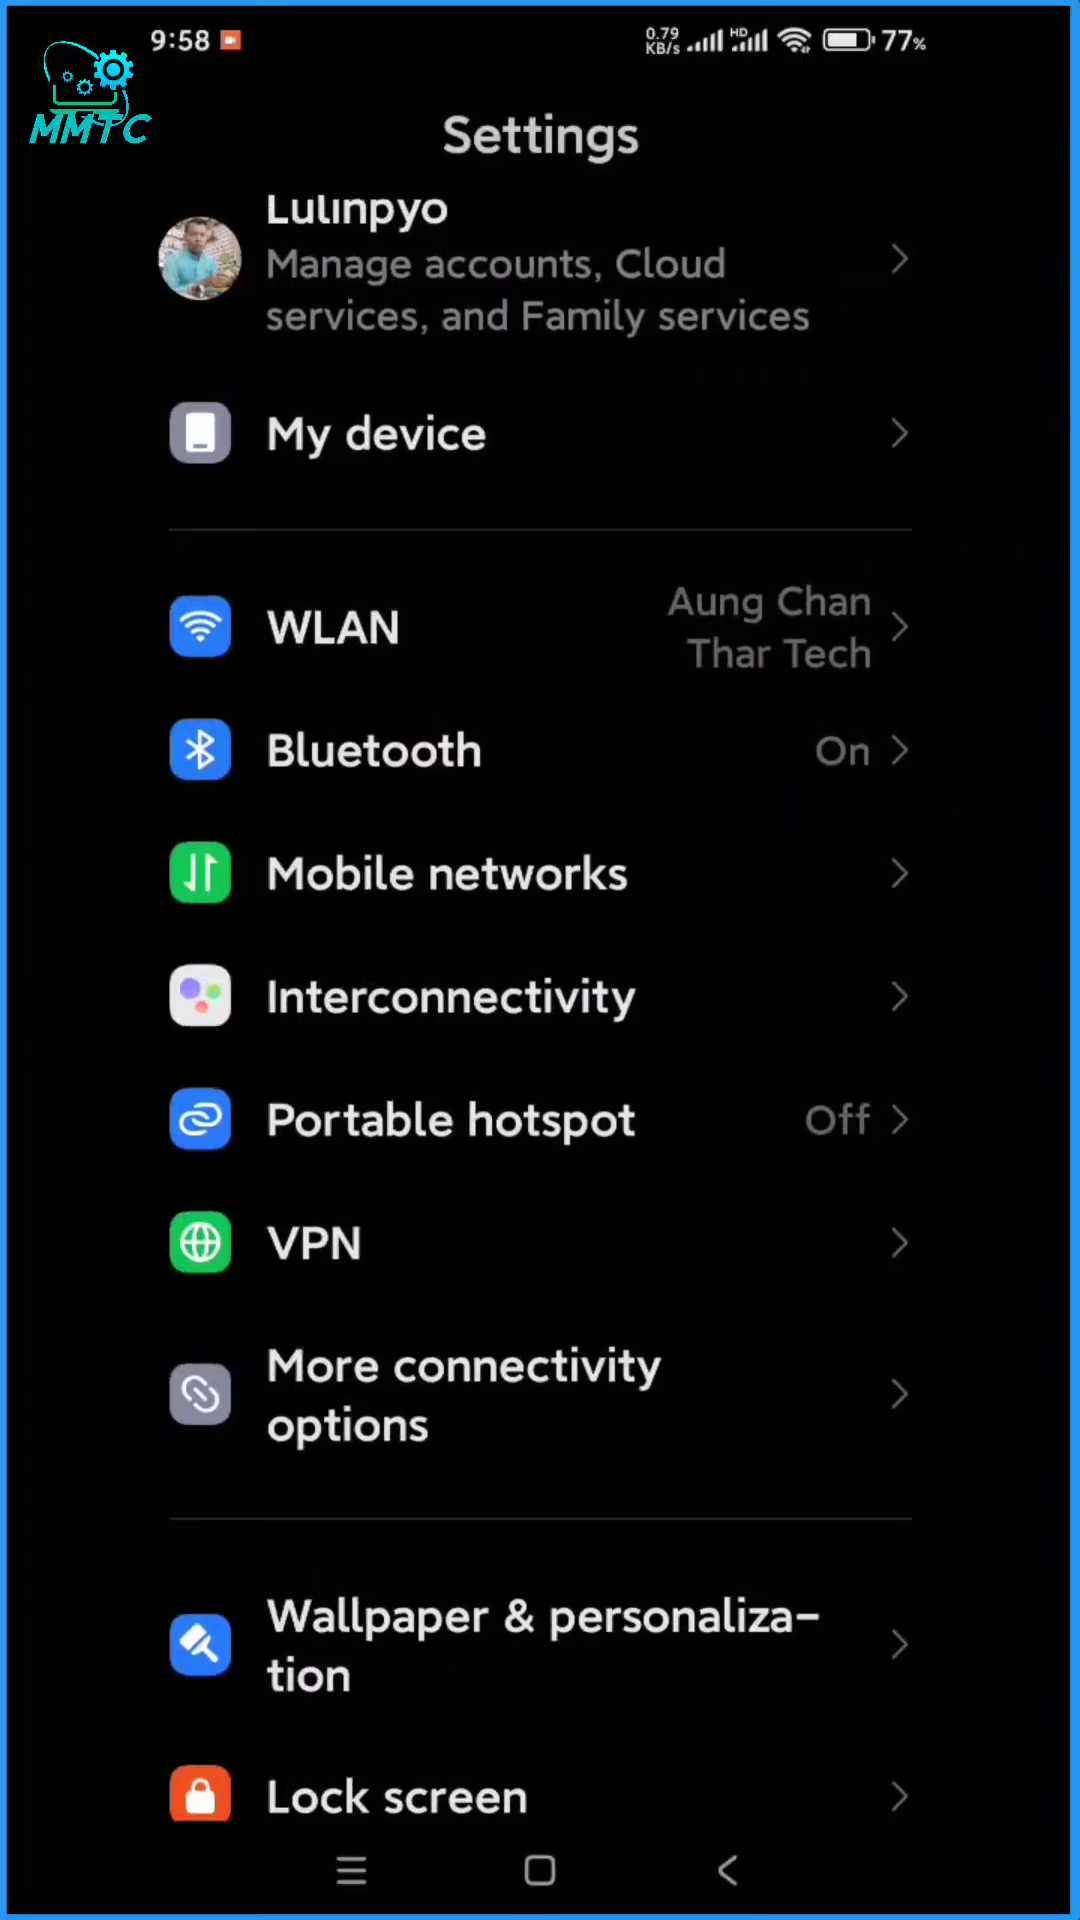 9:58
0.79
KB/s
HD
77%
MMTC
Settings
Lulinpyo
Manage accounts, Cloud
services, and Family services
My device
WLAN
Aung Chan
Thar Tech
Bluetooth
On
Mobile networks
Interconnectivity
Portable hotspot
Off
VPN
More connectivity
options
Wallpaper & personaliza-
tion
Lock screen